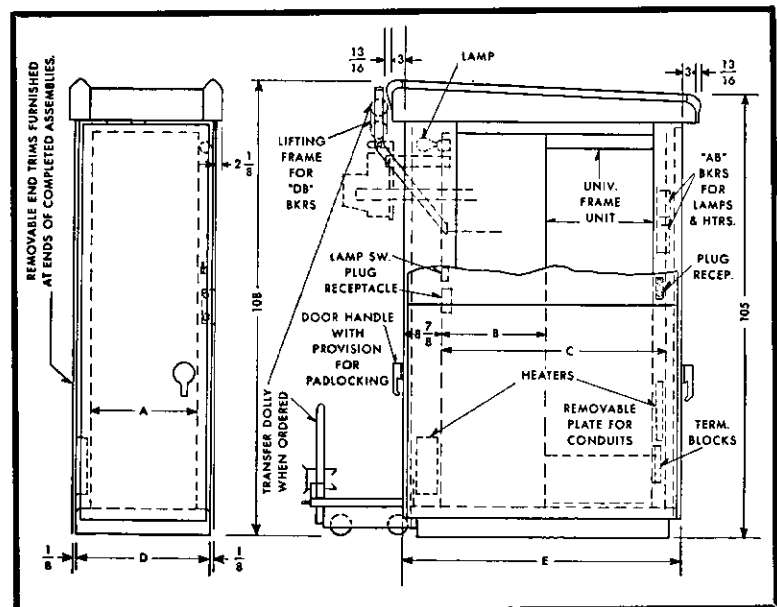 REMOVABLE END TRIMS FURNISHED
AT ENDS OF COMPLETED ASSEMBLIES.
2 1/8
A
1/8
D
1/8
108
13/16
3
LAMP
3
13/16
LIFTING
FRAME
FOR
"DB"
BKRS
UNIV.
FRAME
UNIT
"AB"
BKRS
FOR
LAMPS
& HTRS.
LAMP SW.
PLUG
RECEPTACLE
PLUG
RECEP.
DOOR HANDLE
WITH
PROVISION
FOR
PADLOCKING
8 7/8
B
C
HEATERS
REMOVABLE
PLATE FOR
CONDUITS
TERM.
BLOCKS
TRANSFER DOLLY
WHEN ORDERED
105
E